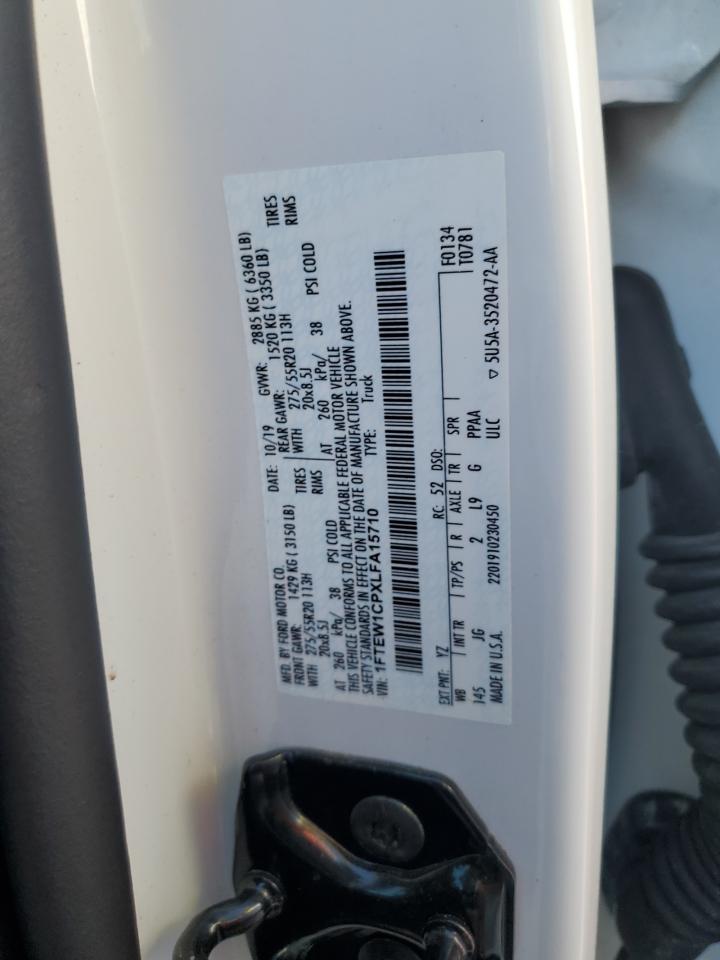 MFD. BY FORD MOTOR CO.
DATE: 10/19 GVWR: 2885 KG ( 6360 LB)
FRONT GAWR: 1429 KG ( 3150 LB) REAR GAWR: 1520 KG ( 3350 LB)
WITH 275/55R20 113H TIRES WITH 275/55R20 113H TIRES
20x8.5J RIMS 20x8.5J RIMS
AT 260 kPa/ 38 PSI COLD AT 260 kPa/ 38 PSI COLD
THIS VEHICLE CONFORMS TO ALL APPLICABLE FEDERAL MOTOR VEHICLE
SAFETY STANDARDS IN EFFECT ON THE DATE OF MANUFACTURE SHOWN ABOVE.
VIN: 1FTEW1CPXLFA15710 TYPE: Truck
F0134
EXT PNT: YZ RC: 52 DSO: T0781
WB INT TR TP/PS R AXLE TR SPR
145 JG 2 L9 G PPAA
MADE IN U.S.A. 2201910230450 ULC ▽ 5U5A-3520472-AA